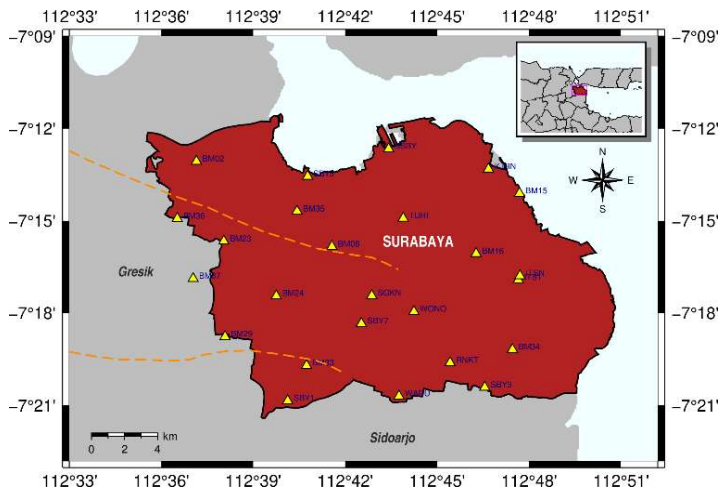 112°33' 112°36' 112°39' 112°42' 112°45' 112°48' 112°51'
-7°09' -7°09'
-7°12' -7°12'
-7°15' -7°15'
-7°18' -7°18'
-7°21' -7°21'
N
W E
S
BM02
BM15
BM36
BM35
TUHI
BM23
BM08
SURABAYA
BM16
Gresik
BM24
SOKN
WONO
SBY7
BM29
BM34
RNKT
SBY3
SBY1
WARU
0 2 4
km
Sidoarjo
112°33' 112°36' 112°39' 112°42' 112°45' 112°48' 112°51'